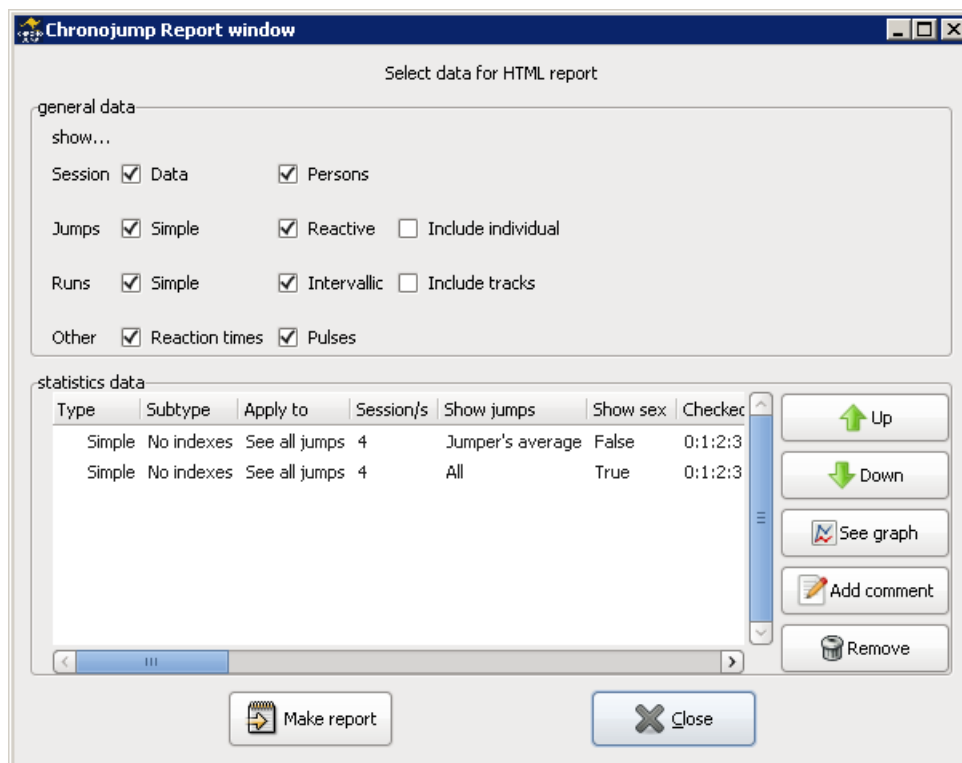 Chronojump Report window
Select data for HTML report
general data
show...
Session Data Persons
Jumps Simple Reactive Include individual
Runs Simple Intervallic Include tracks
Other Reaction times Pulses
statistics data
Type Subtype Apply to Session/s Show jumps Show sex Checked
Simple No indexes See all jumps 4 Jumper's average False 0:1:2:3
Simple No indexes See all jumps 4 All True 0:1:2:3
Up
Down
See graph
Add comment
Remove
Make report Close